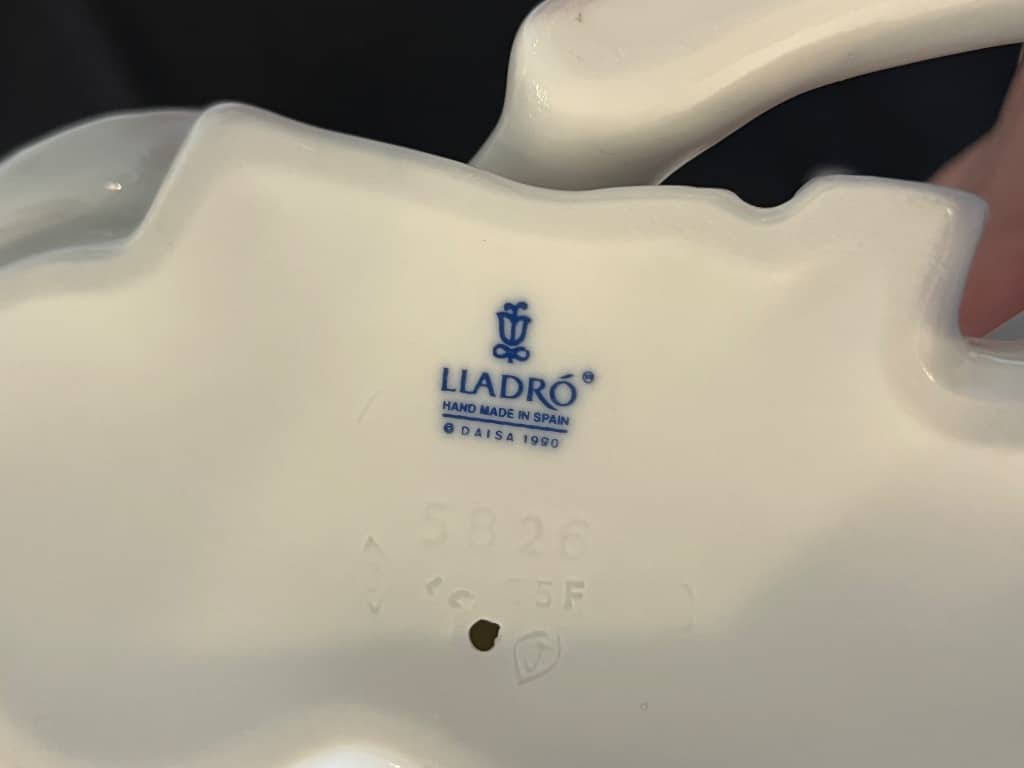 LLADRÓ
HAND MADE IN SPAIN
© DAISA 1990
5826
5F